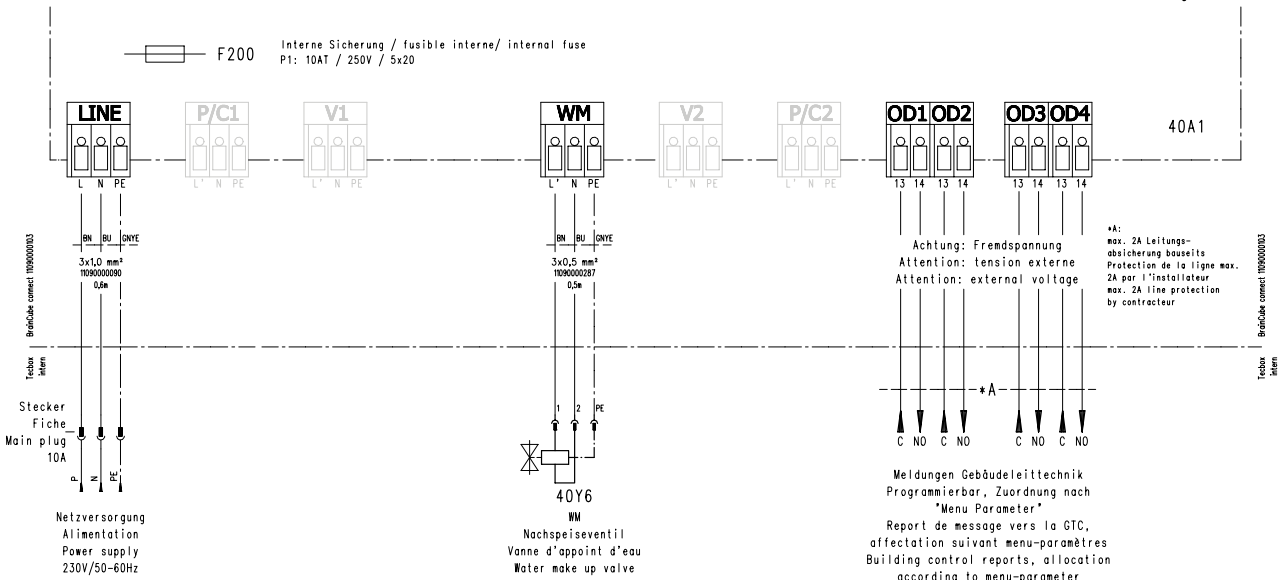 F200
Interne Sicherung / fusible interne/ internal fuse
P1: 10AT / 250V / 5x20
LINE
P/C1
V1
WM
V2
P/C2
OD1 OD2
OD3 OD4
40A1
L N PE
L' N PE
L' N PE
L' N PE
L' N PE
L' N PE
13 14 13 14
13 14 13 14
BN BU GNYE
3x1,0 mm²
11090000090
0,6m
BN BU GNYE
3x0,5 mm²
11090000287
0,5m
Achtung: Fremdspannung
Attention: tension externe
Attention: external voltage
*A:
max. 2A Leitungs-
absicherung bauseits
Protection de la ligne max.
2A par l'installateur
max. 2A line protection
by contracteur
BrainCube connect 11090000103
Tecbox
intern
BrainCube connect 11090000103
Tecbox
intern
Stecker
Fiche
Main plug
10A
P N PE
Netzversorgung
Alimentation
Power supply
230V/50-60Hz
1 2 PE
40Y6
WM
Nachspeiseventil
Vanne d'appoint d'eau
Water make up valve
*A
C NO C NO
C NO C NO
Meldungen Gebäudeleittechnik
Programmierbar, Zuordnung nach
"Menu Parameter"
Report de message vers la GTC,
affectation suivant menu-paramètres
Building control reports, allocation
according to menu-parameter